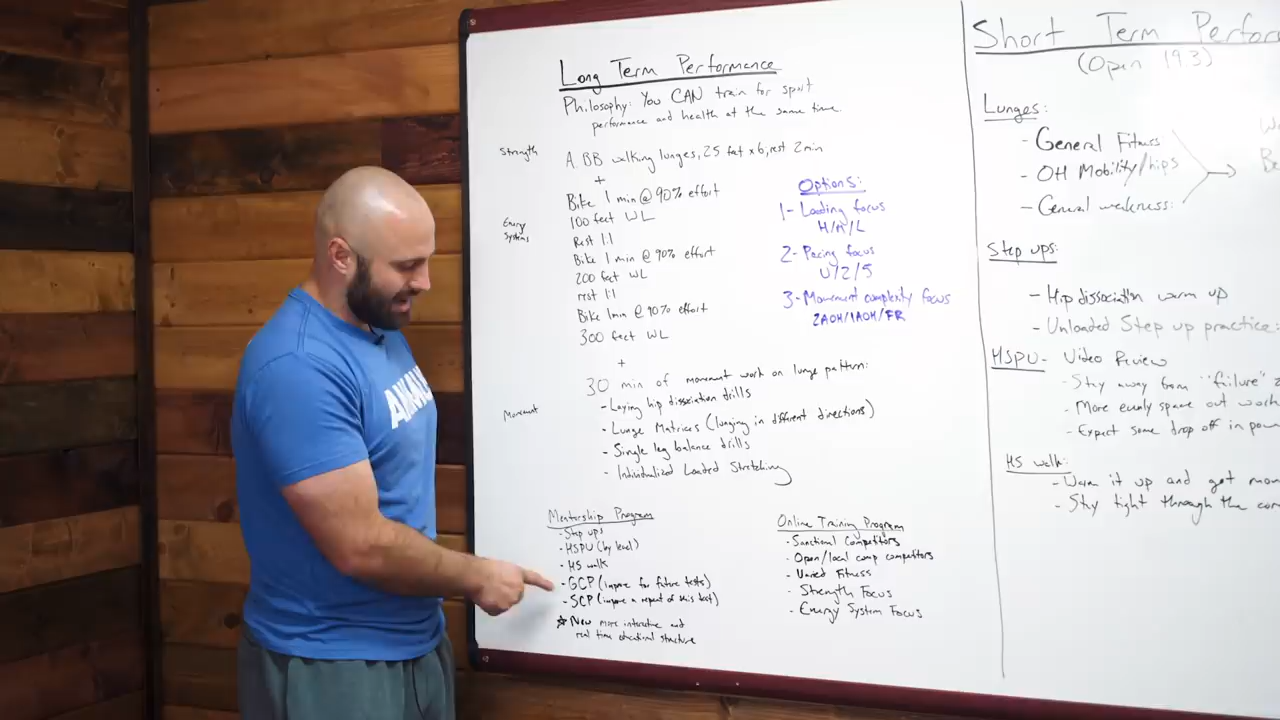 Long Term Performance
Philosophy: You CAN train for sport
performance and health at the same time.
Strength
A. BB walking lunges, 25 feet x 6, rest 2 min
+
Energy
Systems
Bike 1 min @ 90% effort
100 feet WL
Rest 1:1
Bike 1 min @ 90% effort
200 feet WL
rest 1:1
Bike 1min @ 90% effort
300 feet WL
+
Movement
30 min of movement work on lunge pattern:
- Laying hip dissociation drills
- Lunge Matrices (lunging in different directions)
- Single leg balance drills
- Individualized Loaded Stretching
Options:
1- Loading focus
H/A/L
2- Pacing focus
U/2/5
3- Movement complexity focus
2AOH/1AOH/FR
Mentorship Program
- Step ups
- HSPU (by level)
- HS walk
- GCP (improve for future tests)
- SCP (improve a repeat of this test)
☆ New more interactive and
real time educational structure
Online Training Program
- Sanctional Competitors
- Open/local comp competitors
- Varied Fitness
- Strength Focus
- Energy System Focus
Short Term Perfor
(Open 19.3)
Lunges:
- General Fitness
- OH Mobility/hips
- General weakness:
Step ups:
- Hip dissociation warm up
- Unloaded Step up practice:
HSPU- Video Review
- Stay away from "failure"
- More evenly space out work
- Expect some drop off in pow
HS walk:
- Warm it up and get mor
- Stay tight through the cor